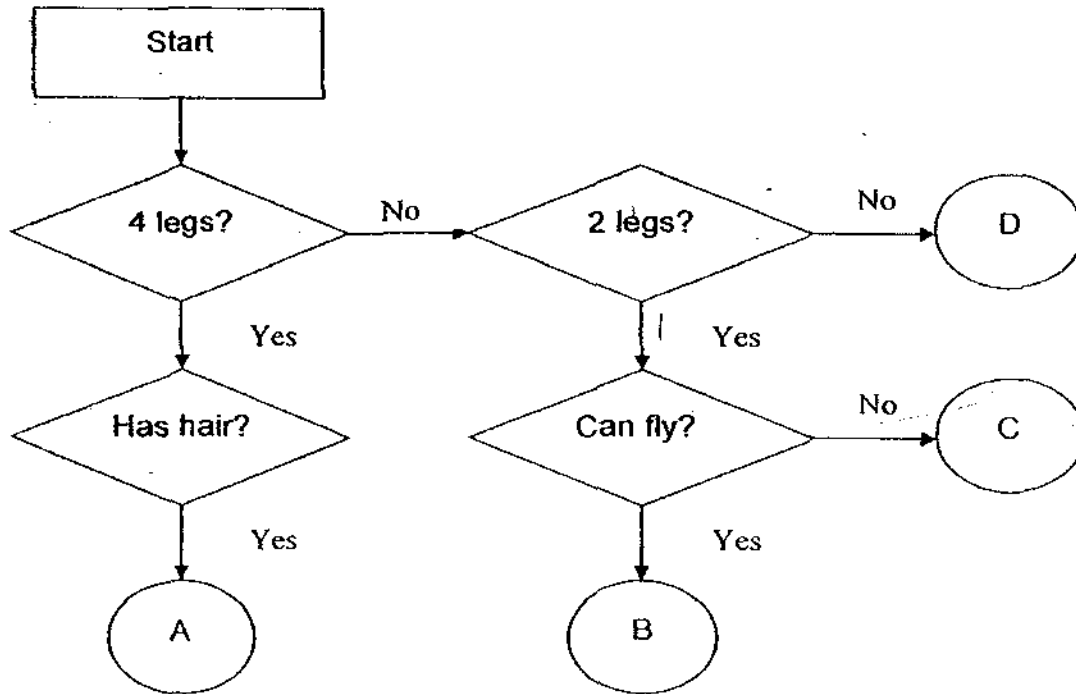 Start
4 legs?
No
2 legs?
No
D
Yes
Yes
Has hair?
Can fly?
No
C
Yes
Yes
A
B